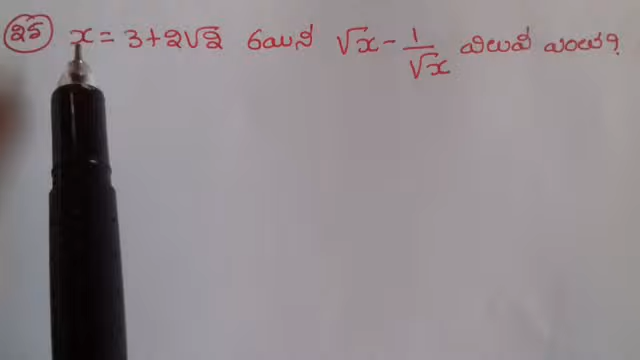 25 x = 3+2√2 అయిన √x - 1/√x విలువ ఎంత?